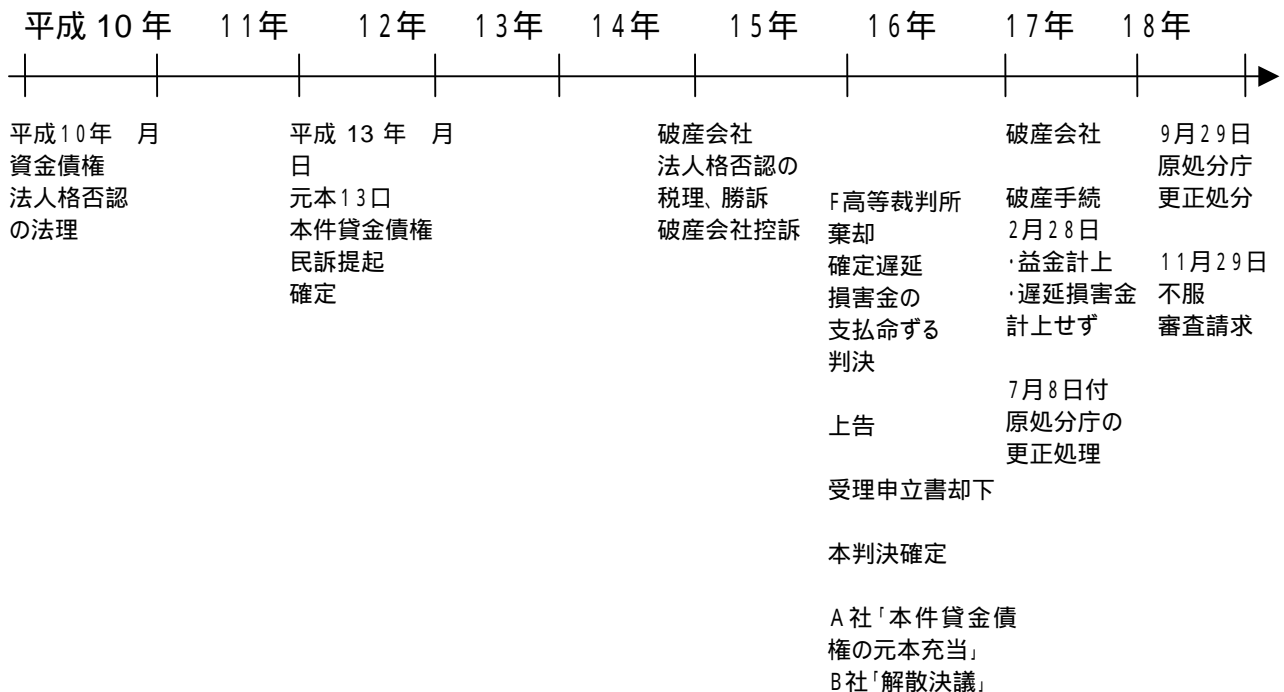 平成 10 年 11年 12年 13年 14年 15年 16年 17年 18年
平成10年 月
資金債権
法人格否認
の法理
平成 13 年 月
日
元本13口
本件貸金債権
民訴提起
確定
破産会社
法人格否認の
税理、勝訴
破産会社控訴
F高等裁判所
棄却
確定遅延
損害金の
支払命ずる
判決
上告
受理申立書却下
本判決確定
A社「本件貸金債
権の元本充当」
B社「解散決議」
破産会社
破産手続
2月28日
・益金計上
・遅延損害金
計上せず
7月8日付
原処分庁の
更正処理
9月29日
原処分庁
更正処分
11月29日
不服
審査請求